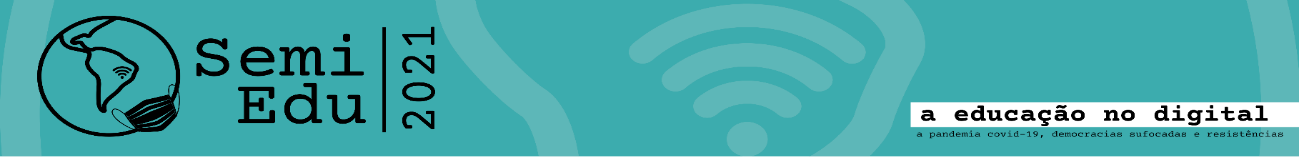 Semi
Edu
2021
a educação no digital
a pandemia covid-19, democracias sufocadas e resistências